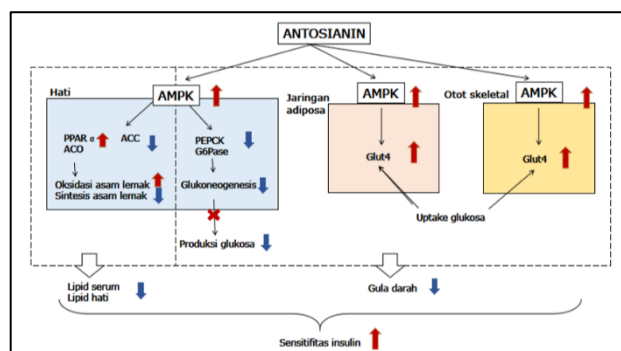 ANTOSIANIN
Hati
AMPK
Jaringan
adiposa
AMPK
Otot skeletal
AMPK
PPAR α
ACO
ACC
PEPCK
G6Pase
Glut4
Glut4
Oksidasi asam lemak
Sintesis asam lemak
Glukoneogenesis
Uptake glukosa
Produksi glukosa
Lipid serum
Lipid hati
Gula darah
Sensitifitas insulin